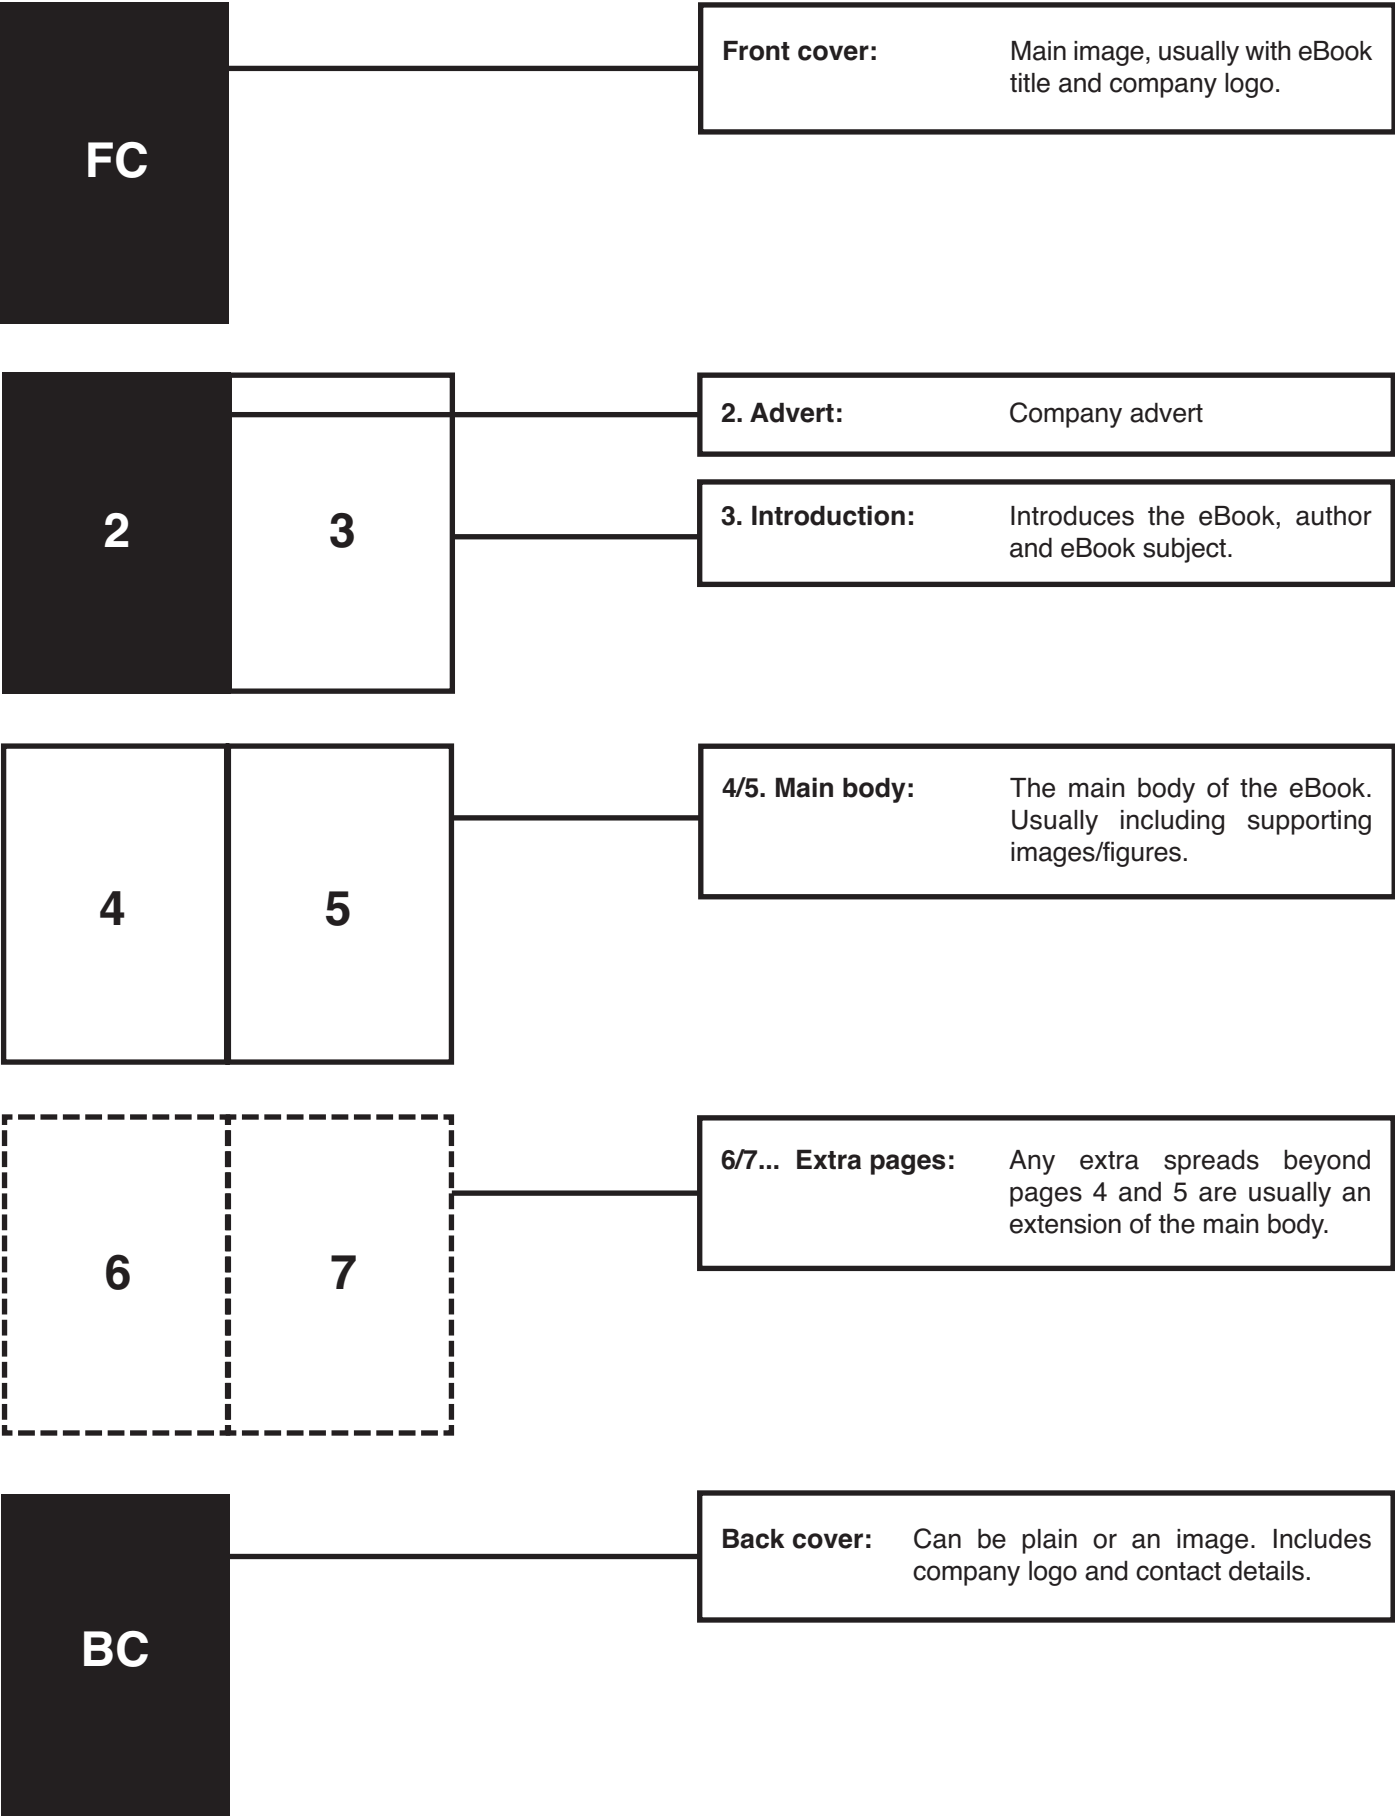 FC
Front cover: Main image, usually with eBook
title and company logo.
2
3
2. Advert: Company advert
3. Introduction: Introduces the eBook, author
and eBook subject.
4
5
4/5. Main body: The main body of the eBook.
Usually including supporting
images/figures.
6
7
6/7... Extra pages: Any extra spreads beyond
pages 4 and 5 are usually an
extension of the main body.
BC
Back cover: Can be plain or an image. Includes
company logo and contact details.